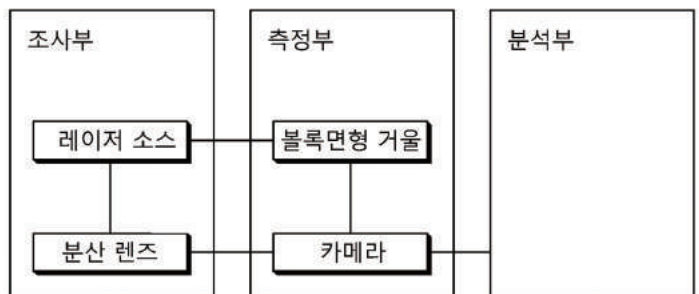 조사부
측정부
분석부
레이저 소스
볼록면형 거울
분산 렌즈
카메라